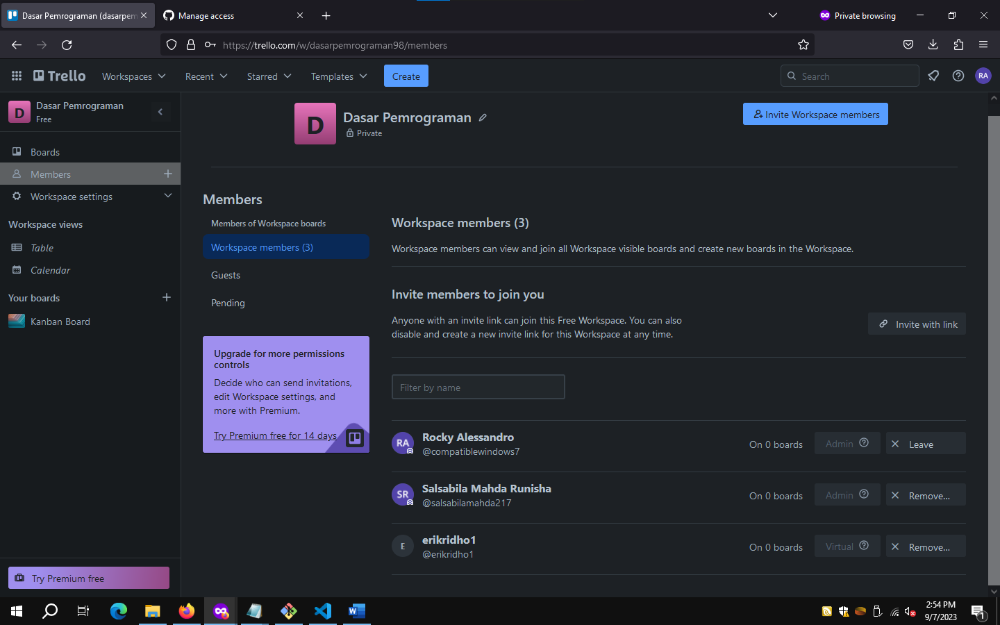 Dasar Pemrograman (dasarpem
Manage access
Private browsing
https://trello.com/w/dasarpemrograman98/members
Trello
Workspaces
Recent
Starred
Templates
Create
Search
RA
D
Dasar Pemrograman
Free
Boards
Members
Workspace settings
Workspace views
Table
Calendar
Your boards
Kanban Board
Try Premium free
D
Dasar Pemrograman
Private
Invite Workspace members
Members
Members of Workspace boards
Workspace members (3)
Guests
Pending
Upgrade for more permissions
controls
Decide who can send invitations,
edit Workspace settings, and
more with Premium.
Try Premium free for 14 days
Workspace members (3)
Workspace members can view and join all Workspace visible boards and create new boards in the Workspace.
Invite members to join you
Anyone with an invite link can join this Free Workspace. You can also
disable and create a new invite link for this Workspace at any time.
Invite with link
Filter by name
RA
Rocky Alessandro
@compatiblewindows7
On 0 boards
Admin
Leave
SR
Salsabila Mahda Runisha
@salsabilamahda217
On 0 boards
Admin
Remove...
E
erikridho1
@erikridho1
On 0 boards
Virtual
Remove...
2:54 PM
9/7/2023
1